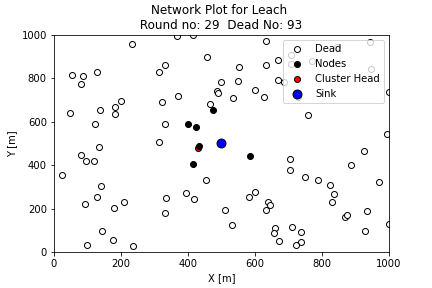 Network Plot for Leach
Round no: 29 Dead No: 93
1000
800
600
400
200
0
Y [m]
Dead
Nodes
Cluster Head
Sink
0 200 400 600 800 1000
X [m]